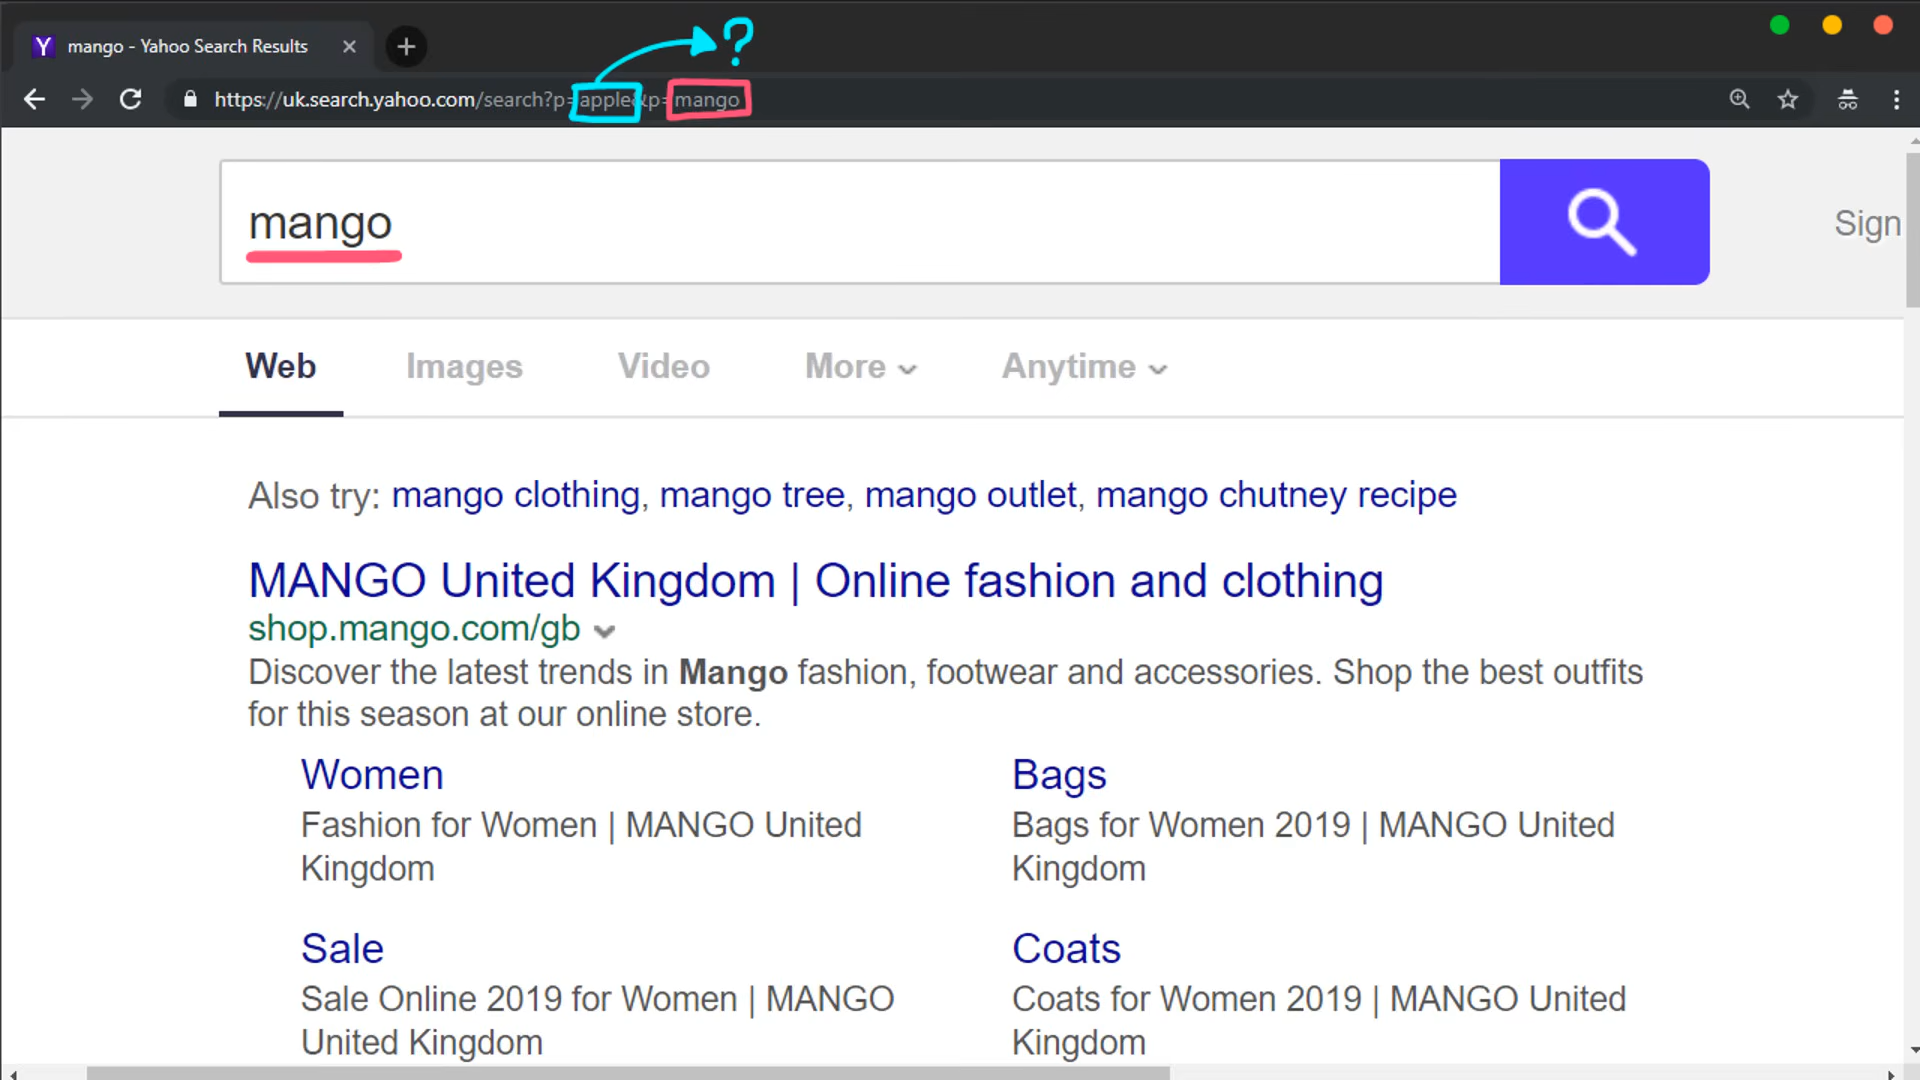 mango - Yahoo Search Results
?
https://uk.search.yahoo.com/search?p=apple&p=mango
mango
Sign
Web Images Video More Anytime
Also try: mango clothing, mango tree, mango outlet, mango chutney recipe
MANGO United Kingdom | Online fashion and clothing
shop.mango.com/gb
Discover the latest trends in Mango fashion, footwear and accessories. Shop the best outfits
for this season at our online store.
Women
Fashion for Women | MANGO United
Kingdom
Bags
Bags for Women 2019 | MANGO United
Kingdom
Sale
Sale Online 2019 for Women | MANGO
United Kingdom
Coats
Coats for Women 2019 | MANGO United
Kingdom